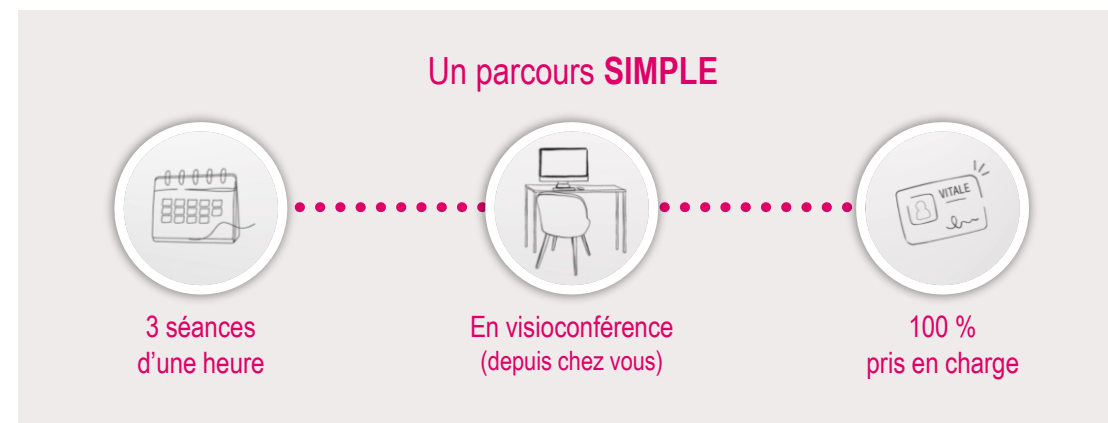 Un parcours SIMPLE
VITALE
3 séances
d’une heure
En visioconférence
(depuis chez vous)
100 %
pris en charge